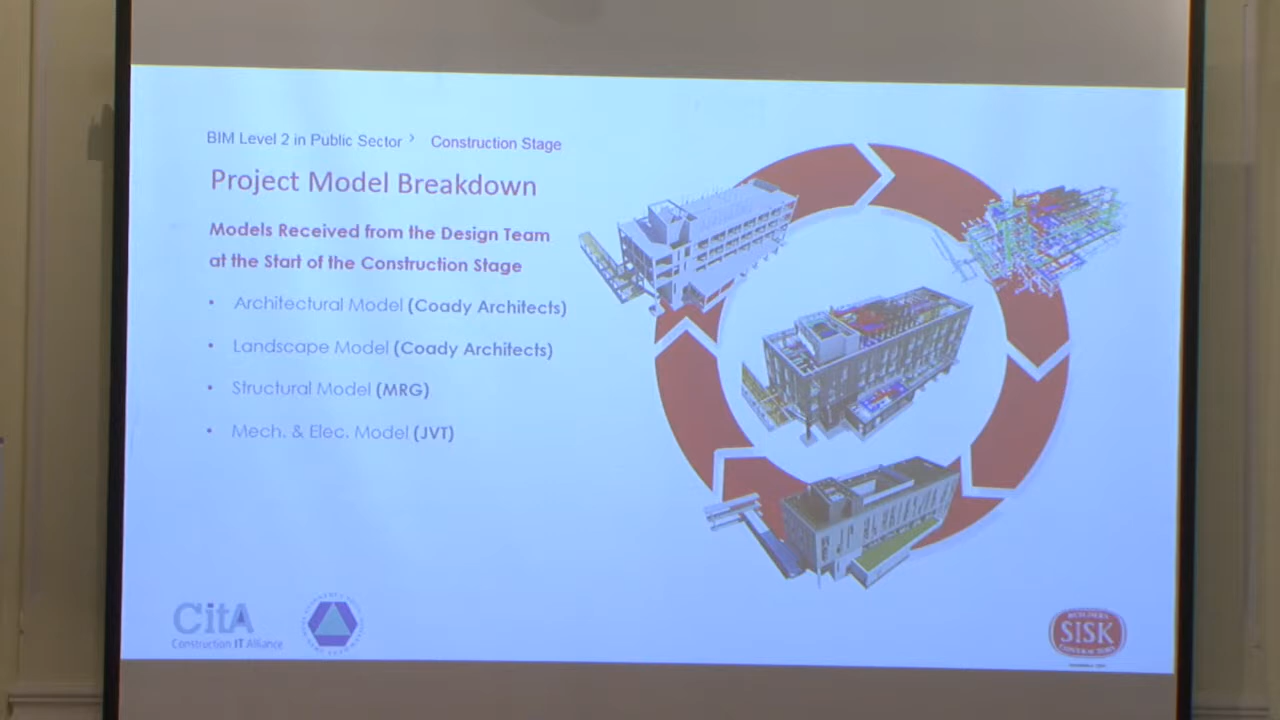 BIM Level 2 in Public Sector › Construction Stage
Project Model Breakdown
Models Received from the Design Team
at the Start of the Construction Stage
• Architectural Model (Coady Architects)
• Landscape Model (Coady Architects)
• Structural Model (MRG)
• Mech. & Elec. Model (JVT)
CitA
Construction IT Alliance
BUILDERS
SISK